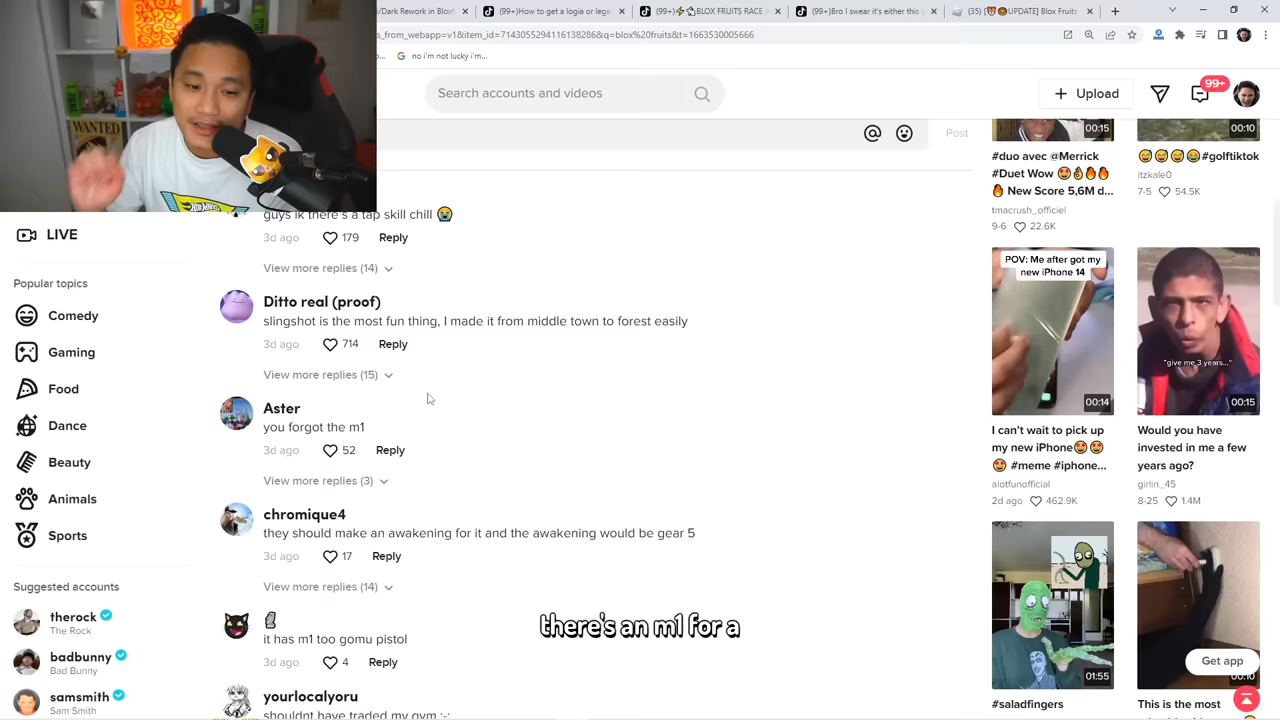 /Dark Rework in Bloxf
(99+)How to get a logia or leger
(99+)⚡BLOX FRUITS RACE
(99+)Bro I swear it's either this
(35) [UPDATE] Blox Fruits
s_from_webapp=v1&item_id=7143055294116138286&q=blox%20fruits&t=1663530005666
no i'm not lucky i'm...
WANTED
Search accounts and videos
Upload
99+
Post
LIVE
Popular topics
Comedy
Gaming
Food
Dance
Beauty
Animals
Sports
Suggested accounts
therock
The Rock
badbunny
Bad Bunny
samsmith
Sam Smith
guys ik there's a tap skill chill 😭
3d ago 179 Reply
View more replies (14)
Ditto real (proof)
slingshot is the most fun thing, I made it from middle town to forest easily
3d ago 714 Reply
View more replies (15)
Aster
you forgot the m1
3d ago 52 Reply
View more replies (3)
chromique4
they should make an awakening for it and the awakening would be gear 5
3d ago 17 Reply
View more replies (14)
🗿
it has m1 too gomu pistol
3d ago 4 Reply
yourlocalyoru
shouldnt have traded my gym :-:
there's an m1 for a
00:15
#duo avec @Merrick
#Duet Wow 🤩👌🔥🔥
🔥 New Score 5,6M d...
tmacrush_officiel
9-6 22.6K
00:10
😅😅😅😂#golftiktok
itzkale0
7-5 54.5K
POV: Me after got my
new iPhone 14
00:14
I can't wait to pick up
my new iPhone🤩🤩
🤩 #meme #iphone...
alotfunofficial
2d ago 462.9K
"give me 3 years..."
00:15
Would you have
invested in me a few
years ago?
girlin_45
8-25 1.4M
01:55
#saladfingers
Get app
00:10
This is the most